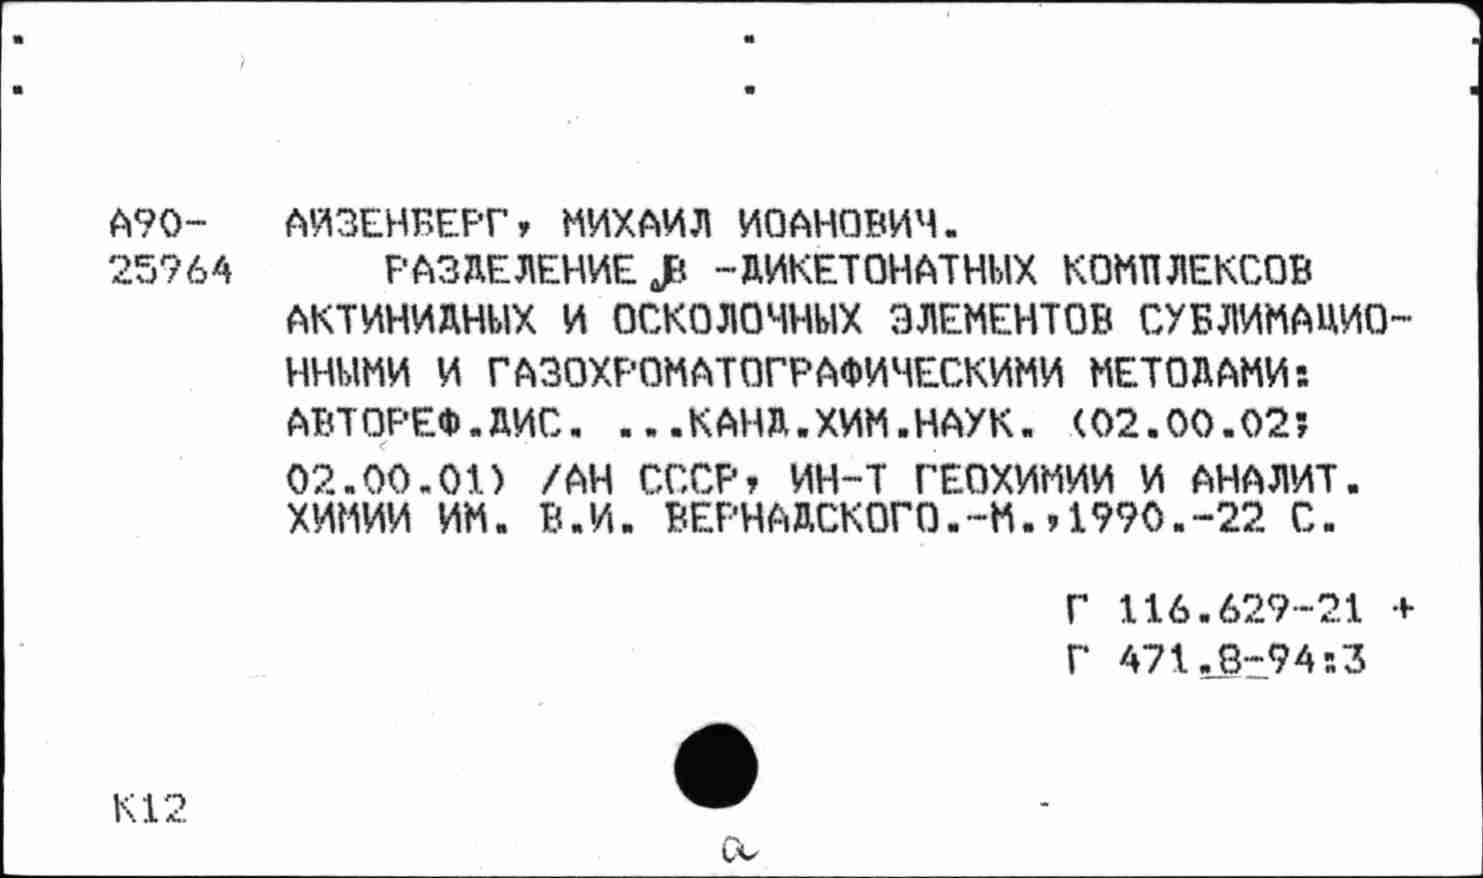 А90- АЙЗЕНБЕРГ, МИХАИЛ ИОАНОВИЧ.
25964 РАЗДЕЛЕНИЕ β -ДИКЕТОНАТНЫХ КОМПЛЕКСОВ
АКТИНИДНЫХ И ОСКОЛОЧНЫХ ЭЛЕМЕНТОВ СУБЛИМАЦИО-
ННЫМИ И ГАЗОХРОМАТОГРАФИЧЕСКИМИ МЕТОДАМИ:
АВТОРЕФ.ДИС. ...КАНД.ХИМ.НАУК. (02.00.02;
02.00.01) /АН СССР, ИН-Т ГЕОХИМИИ И АНАЛИТ.
ХИМИИ ИМ. В.И. ВЕРНАДСКОГО.-М.,1990.-22 С.
Г 116.629-21 +
Г 471.8-94:3
К12
а